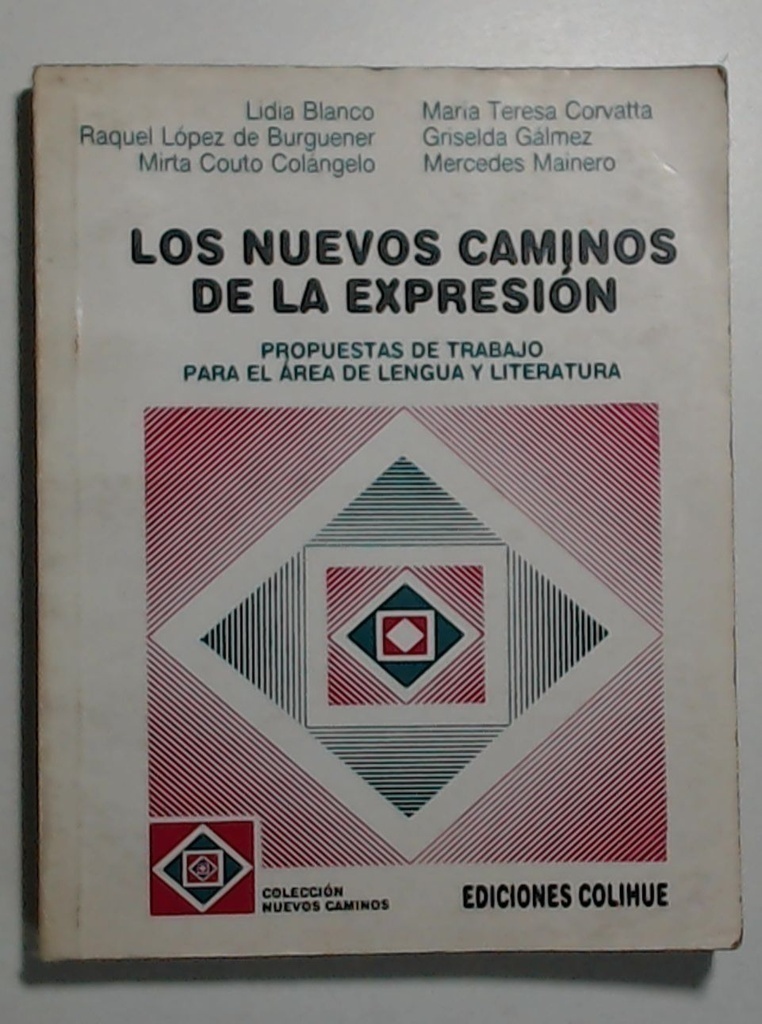 Lidia Blanco María Teresa Corvatta
Raquel López de Burguener Griselda Gálmez
Mirta Couto Colángelo Mercedes Mainero
LOS NUEVOS CAMINOS
DE LA EXPRESIÓN
PROPUESTAS DE TRABAJO
PARA EL ÁREA DE LENGUA Y LITERATURA
COLECCIÓN
NUEVOS CAMINOS
EDICIONES COLIHUE